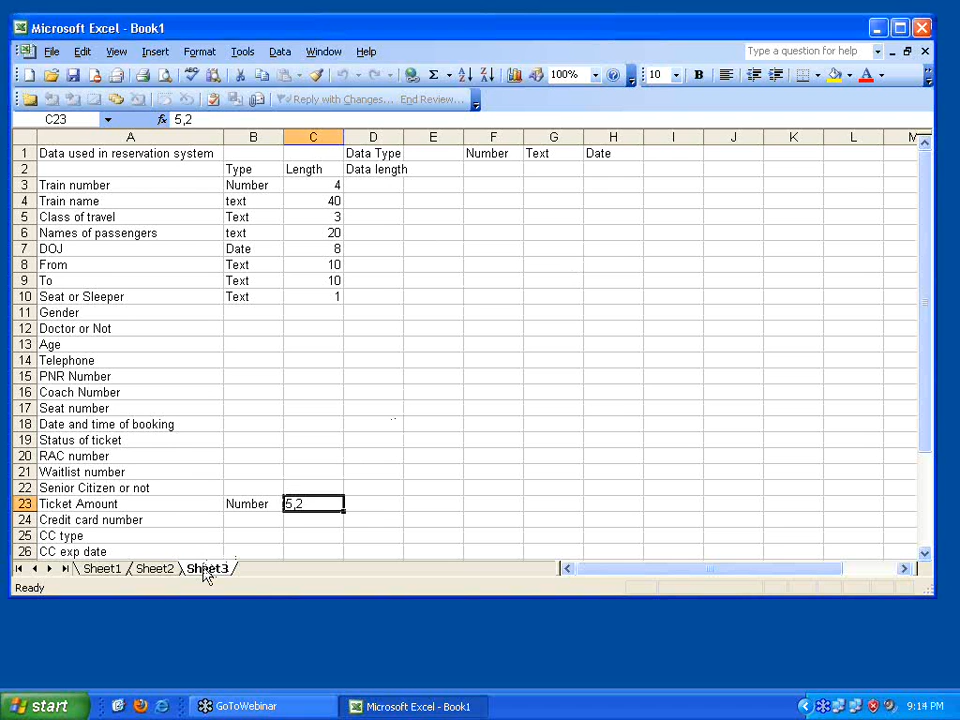 Microsoft Excel - Book1
File Edit View Insert Format Tools Data Window Help Type a question for help
100% 10 B A
Reply with Changes... End Review...
C23 fx 5,2
A B C D E F G H I J K L M
1 Data used in reservation system Data Type Number Text Date
2 Type Length Data length
3 Train number Number 4
4 Train name text 40
5 Class of travel Text 3
6 Names of passengers text 20
7 DOJ Date 8
8 From Text 10
9 To Text 10
10 Seat or Sleeper Text 1
11 Gender
12 Doctor or Not
13 Age
14 Telephone
15 PNR Number
16 Coach Number
17 Seat number
18 Date and time of booking
19 Status of ticket
20 RAC number
21 Waitlist number
22 Senior Citizen or not
23 Ticket Amount Number 5,2
24 Credit card number
25 CC type
26 CC exp date
Sheet1 Sheet2 Sheet3
Ready
start GoToWebinar Microsoft Excel - Book1 9:14 PM